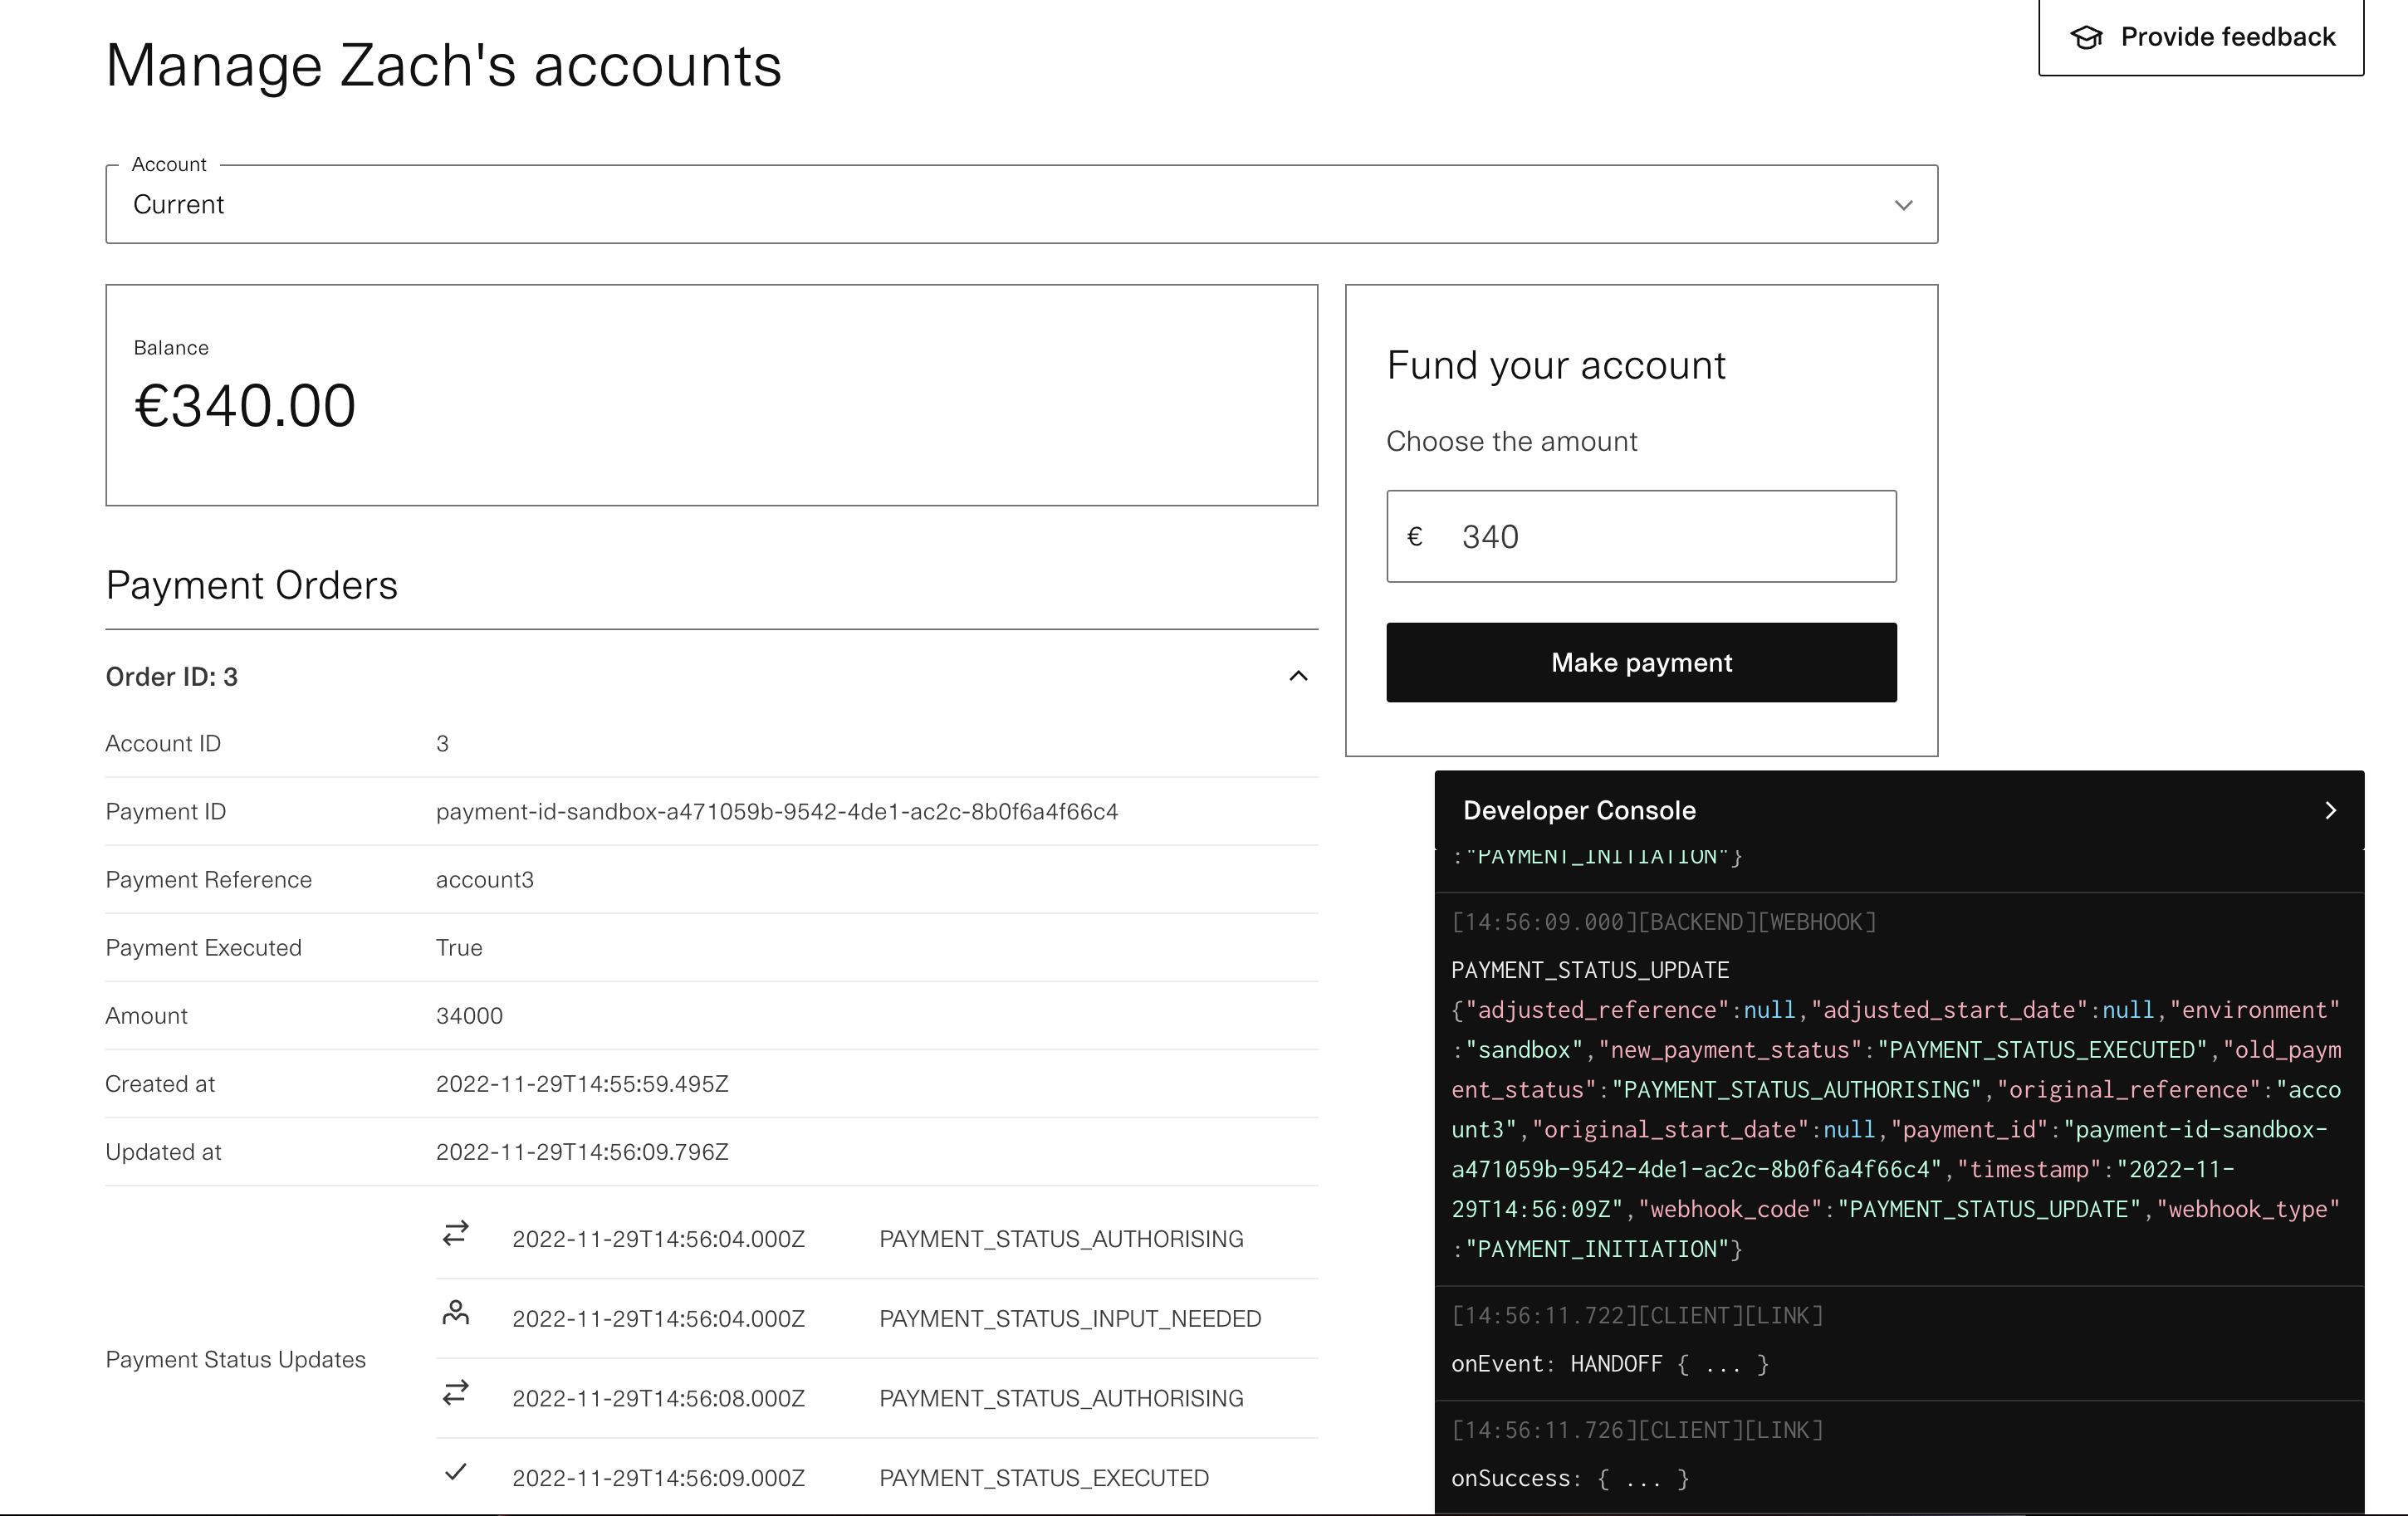 Manage Zach's accounts
Provide feedback
Account
Current
Balance
€340.00
Fund your account
Choose the amount
€ 340
Make payment
Payment Orders
Order ID: 3
Account ID 3
Payment ID payment-id-sandbox-a471059b-9542-4de1-ac2c-8b0f6a4f66c4
Payment Reference account3
Payment Executed True
Amount 34000
Created at 2022-11-29T14:55:59.495Z
Updated at 2022-11-29T14:56:09.796Z
Payment Status Updates
2022-11-29T14:56:04.000Z PAYMENT_STATUS_AUTHORISING
2022-11-29T14:56:04.000Z PAYMENT_STATUS_INPUT_NEEDED
2022-11-29T14:56:08.000Z PAYMENT_STATUS_AUTHORISING
2022-11-29T14:56:09.000Z PAYMENT_STATUS_EXECUTED
Developer Console
:"PAYMENT_INITIATION"}
[14:56:09.000][BACKEND][WEBHOOK]
PAYMENT_STATUS_UPDATE
{"adjusted_reference":null,"adjusted_start_date":null,"environment"
:"sandbox","new_payment_status":"PAYMENT_STATUS_EXECUTED","old_paym
ent_status":"PAYMENT_STATUS_AUTHORISING","original_reference":"acco
unt3","original_start_date":null,"payment_id":"payment-id-sandbox-
a471059b-9542-4de1-ac2c-8b0f6a4f66c4","timestamp":"2022-11-
29T14:56:09Z","webhook_code":"PAYMENT_STATUS_UPDATE","webhook_type"
:"PAYMENT_INITIATION"}
[14:56:11.722][CLIENT][LINK]
onEvent: HANDOFF { ... }
[14:56:11.726][CLIENT][LINK]
onSuccess: { ... }